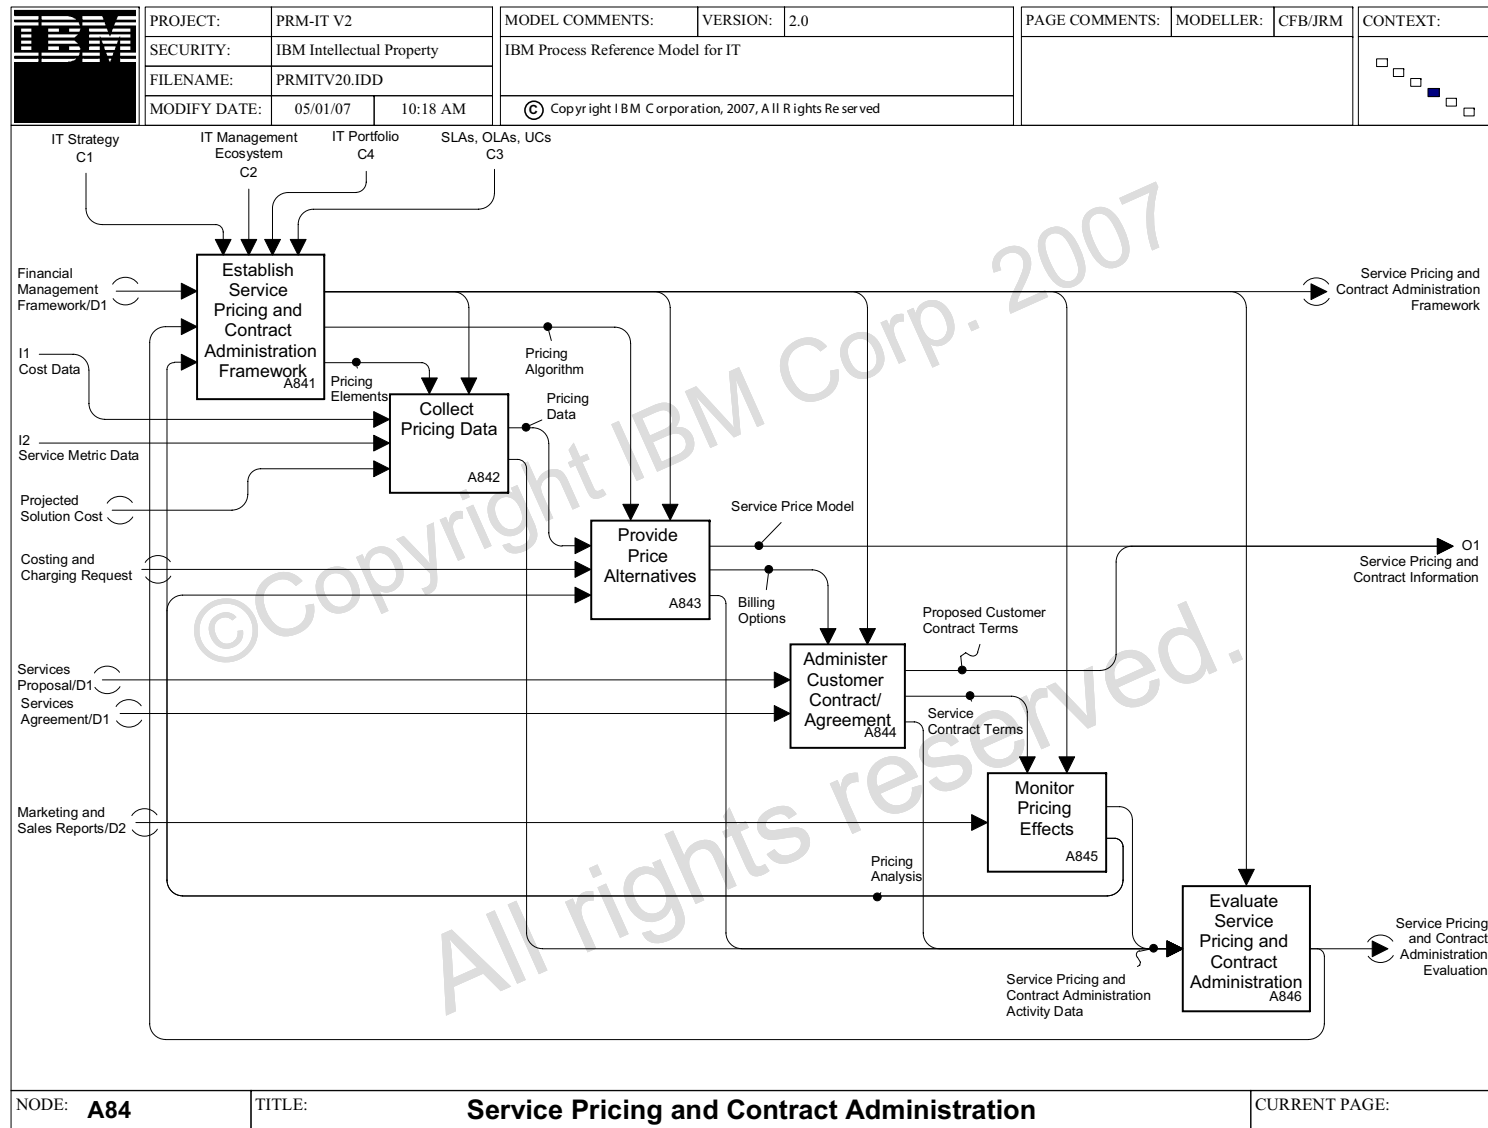 IBM
PROJECT:
PRM-IT V2
MODEL COMMENTS:
VERSION:
2.0
PAGE COMMENTS:
MODELLER:
CFB/JRM
CONTEXT:
SECURITY:
IBM Intellectual Property
IBM Process Reference Model for IT
FILENAME:
PRMITV20.IDD
MODIFY DATE:
05/01/07
10:18 AM
© Copyright IBM Corporation, 2007, All Rights Reserved
IT Strategy
C1
IT Management
Ecosystem
C2
IT Portfolio
C4
SLAs, OLAs, UCs
C3
Financial
Management
Framework/D1
Establish
Service
Pricing and
Contract
Administration
Framework
A841
Service Pricing and
Contract Administration
Framework
I1
Cost Data
Pricing
Algorithm
Pricing
Elements
Collect
Pricing Data
A842
Pricing
Data
I2
Service Metric Data
Projected
Solution Cost
Service Price Model
Provide
Price
Alternatives
A843
O1
Service Pricing and
Contract Information
Costing and
Charging Request
Billing
Options
Proposed Customer
Contract Terms
Services
Proposal/D1
Services
Agreement/D1
Administer
Customer
Contract/
Agreement
A844
Service
Contract Terms
Monitor
Pricing
Effects
A845
Marketing and
Sales Reports/D2
Pricing
Analysis
Evaluate
Service
Pricing and
Contract
Administration
A846
Service Pricing
and Contract
Administration
Evaluation
Service Pricing and
Contract Administration
Activity Data
©Copyright IBM Corp. 2007
All rights reserved.
NODE:
A84
TITLE:
Service Pricing and Contract Administration
CURRENT PAGE: